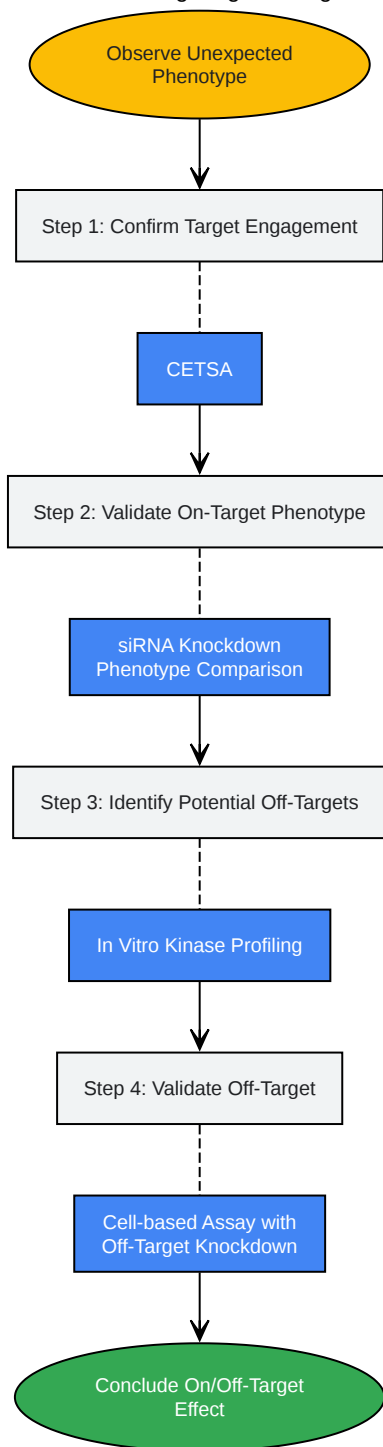 Observe Unexpected
Phenotype
Step 1: Confirm Target Engagement
CETSA
Step 2: Validate On-Target Phenotype
siRNA Knockdown
Phenotype Comparison
Step 3: Identify Potential Off-Targets
In Vitro Kinase Profiling
Step 4: Validate Off-Target
Cell-based Assay with
Off-Target Knockdown
Conclude On/Off-Target
Effect